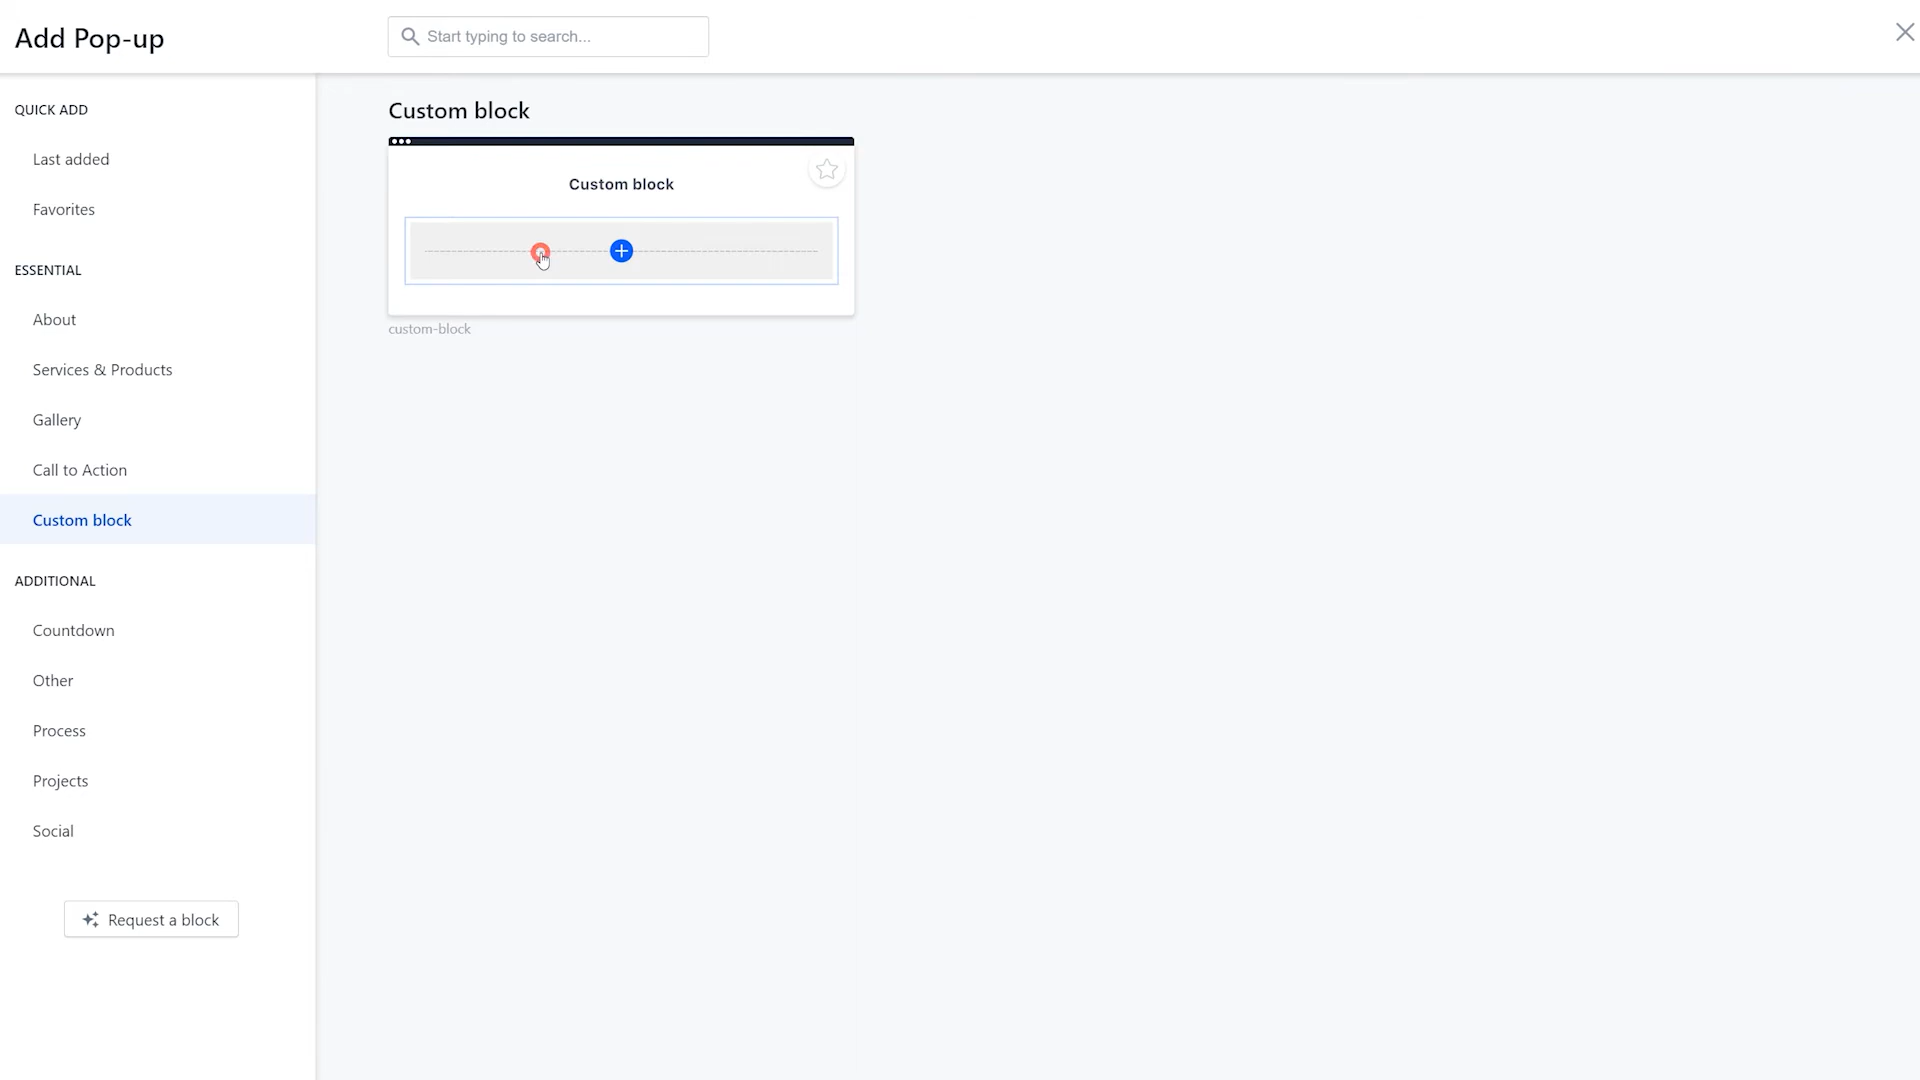 Add Pop-up
Start typing to search...
QUICK ADD
Last added
Favorites
ESSENTIAL
About
Services & Products
Gallery
Call to Action
Custom block
ADDITIONAL
Countdown
Other
Process
Projects
Social
Request a block
Custom block
Custom block
custom-block